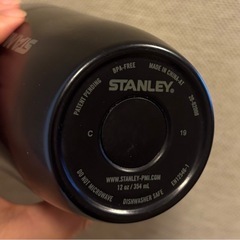 BPA-FREE
MADE IN CHINA.AT
PATENT PENDING
STANLEY
C
19
STANLEY-PMI.COM
12 oz / 354 mL
DO NOT MICROWAVE
DISHWASHER SAFE